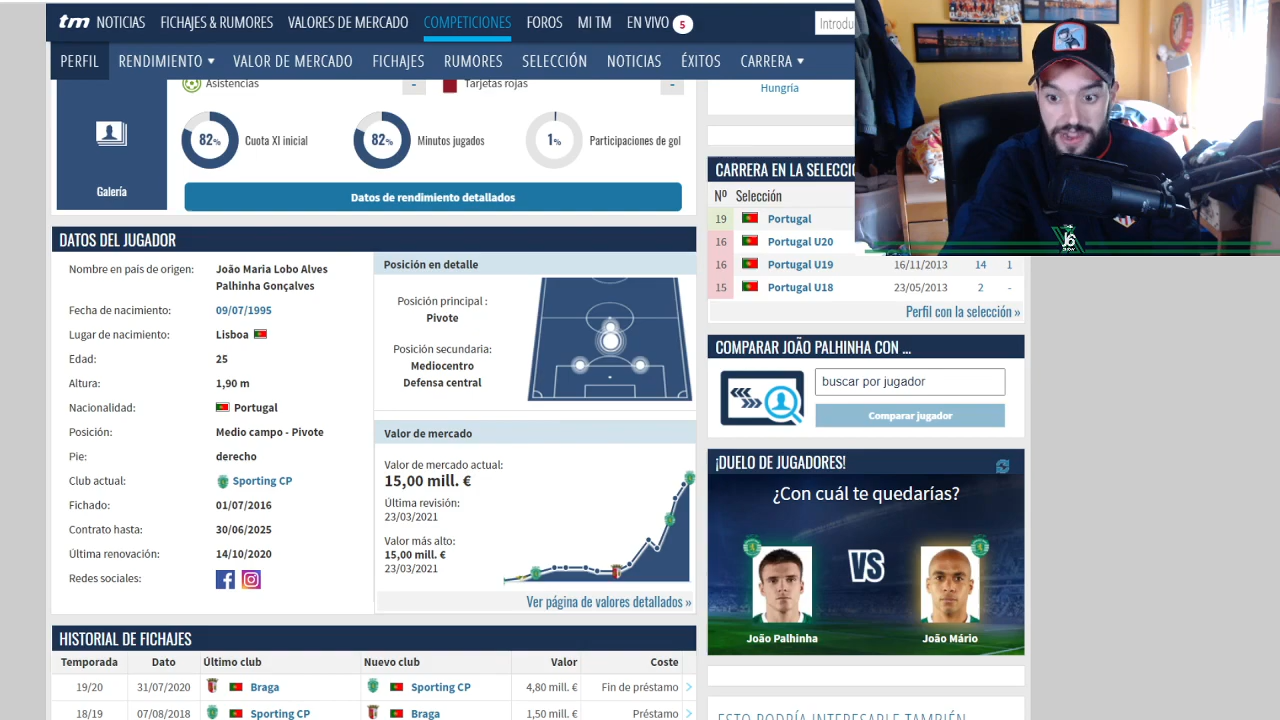 tm NOTICIAS FICHAJES & RUMORES VALORES DE MERCADO COMPETICIONES FOROS MI TM EN VIVO 5 Introdu
PERFIL RENDIMIENTO VALOR DE MERCADO FICHAJES RUMORES SELECCIÓN NOTICIAS ÉXITOS CARRERA
Asistencias - Tarjetas rojas -
82% Cuota XI inicial 82% Minutos jugados 1% Participaciones de gol
Galería
Datos de rendimiento detallados
DATOS DEL JUGADOR
Nombre en país de origen: João Maria Lobo Alves
Palhinha Gonçalves
Fecha de nacimiento: 09/07/1995
Lugar de nacimiento: Lisboa
Edad: 25
Altura: 1,90 m
Nacionalidad: Portugal
Posición: Medio campo - Pivote
Pie: derecho
Club actual: Sporting CP
Fichado: 01/07/2016
Contrato hasta: 30/06/2025
Última renovación: 14/10/2020
Redes sociales:
Posición en detalle
Posición principal :
Pivote
Posición secundaria:
Mediocentro
Defensa central
Valor de mercado
Valor de mercado actual:
15,00 mill. €
Última revisión:
23/03/2021
Valor más alto:
15,00 mill. €
23/03/2021
Ver página de valores detallados »
HISTORIAL DE FICHAJES
Temporada Dato Último club Nuevo club Valor Coste
19/20 31/07/2020 Braga Sporting CP 4,80 mill. € Fin de préstamo
18/19 07/08/2018 Sporting CP Braga 1,50 mill. € Préstamo
Hungría
CARRERA EN LA SELECCIÓ
Nº Selección
19 Portugal
16 Portugal U20
16 Portugal U19 16/11/2013 14 1
15 Portugal U18 23/05/2013 2 -
Perfil con la selección »
COMPARAR JOÃO PALHINHA CON ...
buscar por jugador
Comparar jugador
¡DUELO DE JUGADORES!
¿Con cuál te quedarías?
VS
João Palhinha João Mário
ESTO PODRÍA INTERESARLE TAMBIÉN